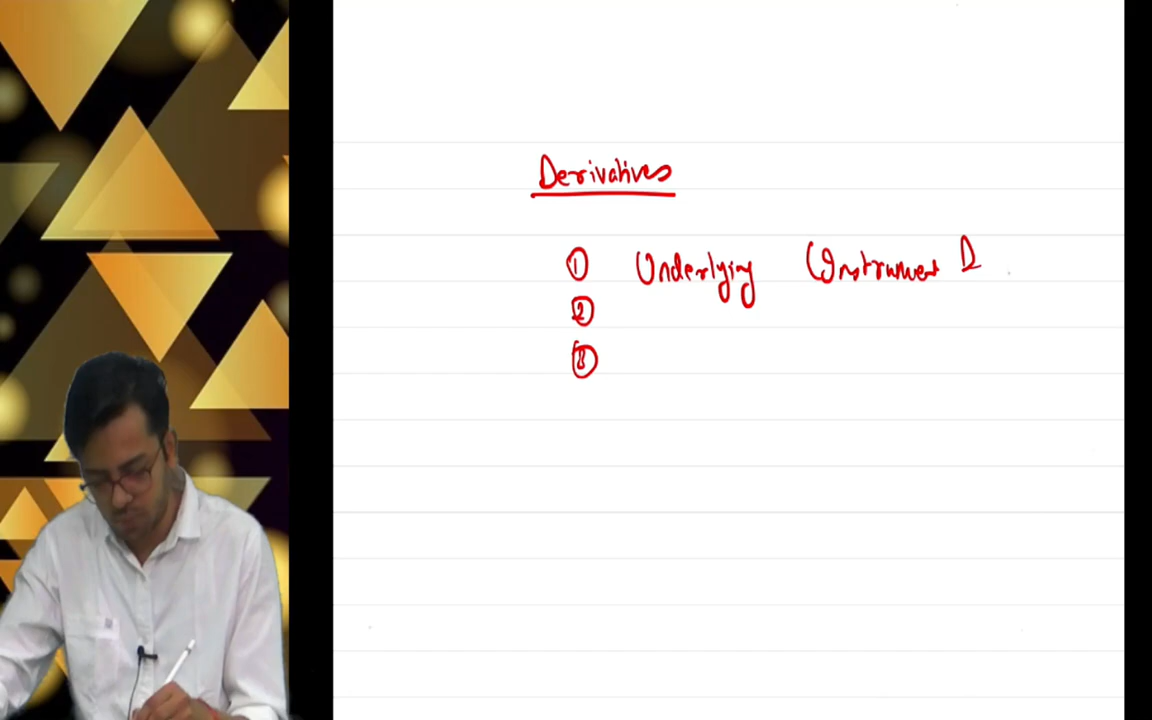 Derivatives
① Underlying (Instrument
②
③